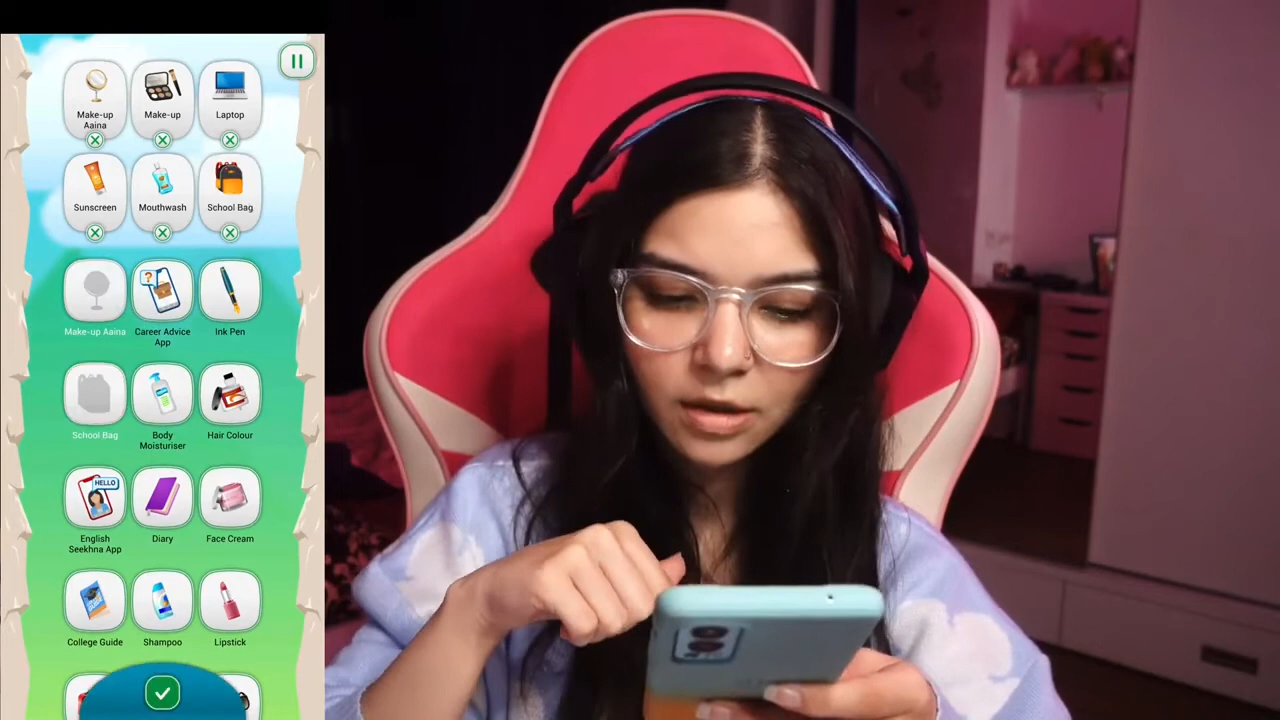 Make-up
Aaina
Make-up
Laptop
Sunscreen
Mouthwash
School Bag
Make-up Aaina
Career Advice
App
Ink Pen
School Bag
Body
Moisturiser
Hair Colour
HELLO
English
Seekhna App
Diary
Face Cream
College Guide
Shampoo
Lipstick